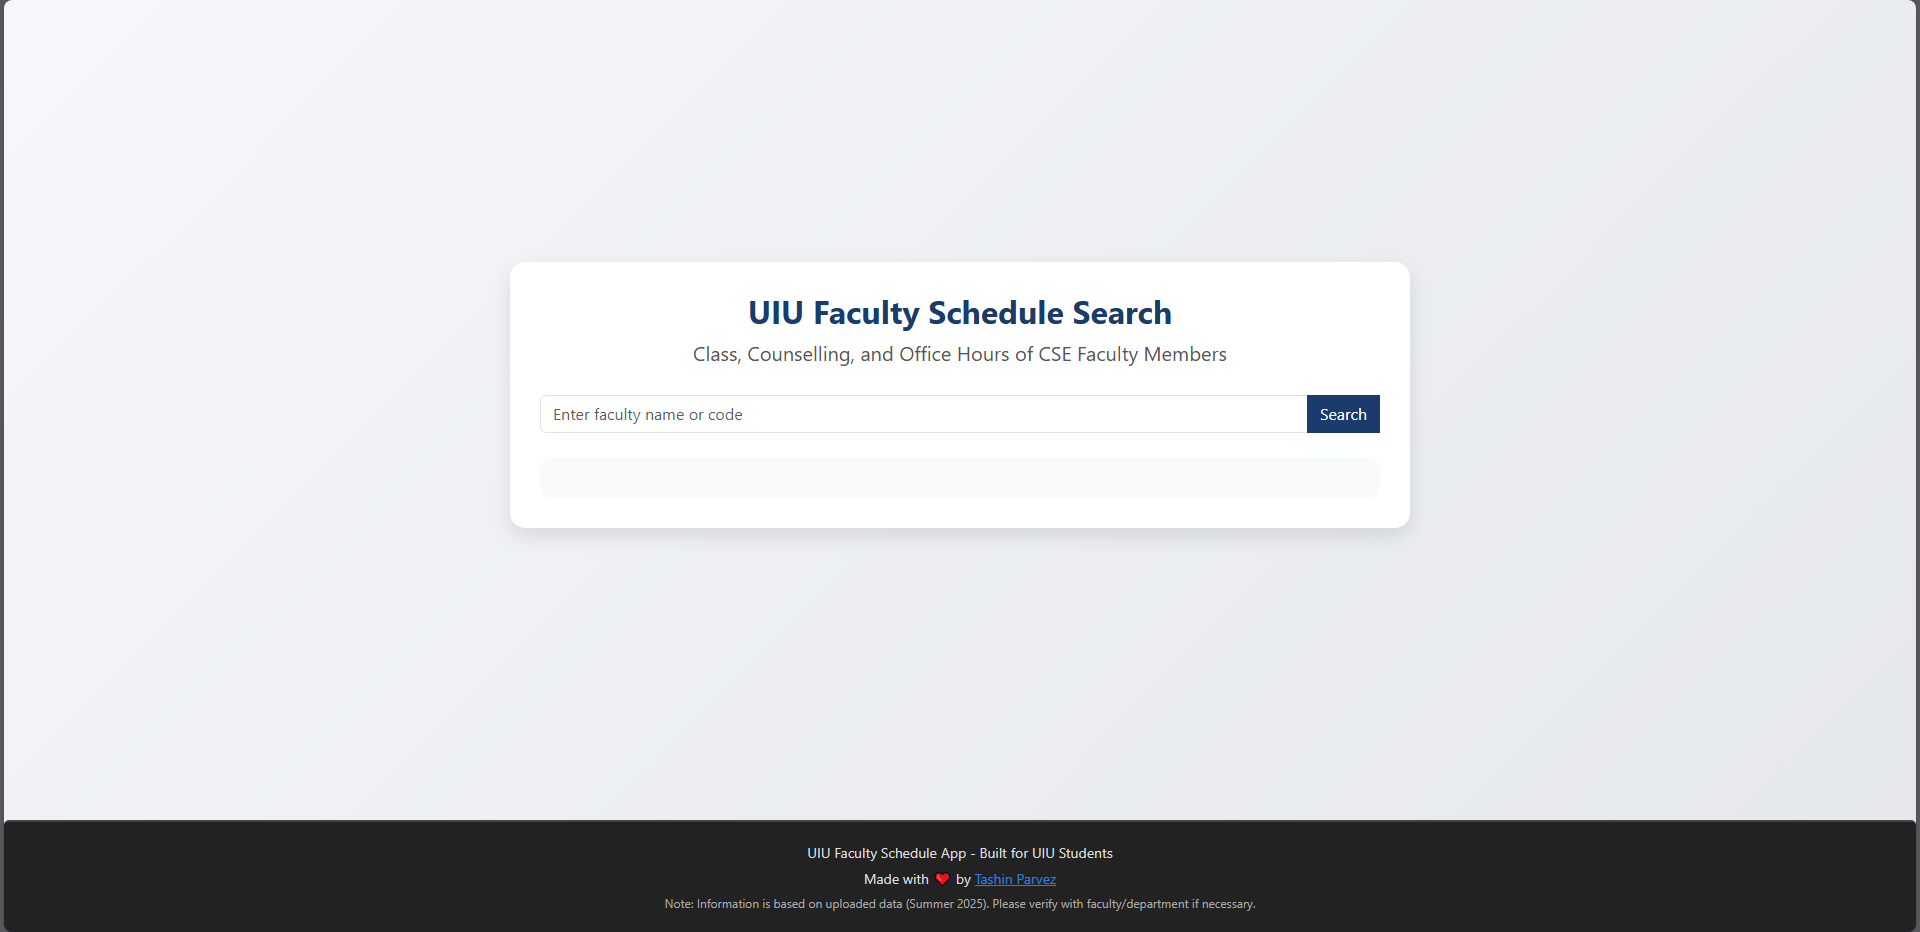 UIU Faculty Schedule Search
Class, Counselling, and Office Hours of CSE Faculty Members
Enter faculty name or code
Search
UIU Faculty Schedule App - Built for UIU Students
Made with ❤️ by Tashin Parvez
Note: Information is based on uploaded data (Summer 2025). Please verify with faculty/department if necessary.